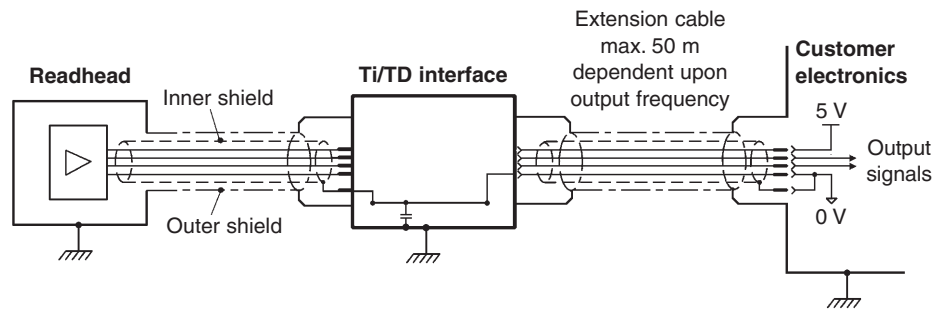 Extension cable
max. 50 m
dependent upon
output frequency
Customer
electronics
Readhead
Ti/TD interface
Inner shield
5 V
Output
signals
Outer shield
0 V